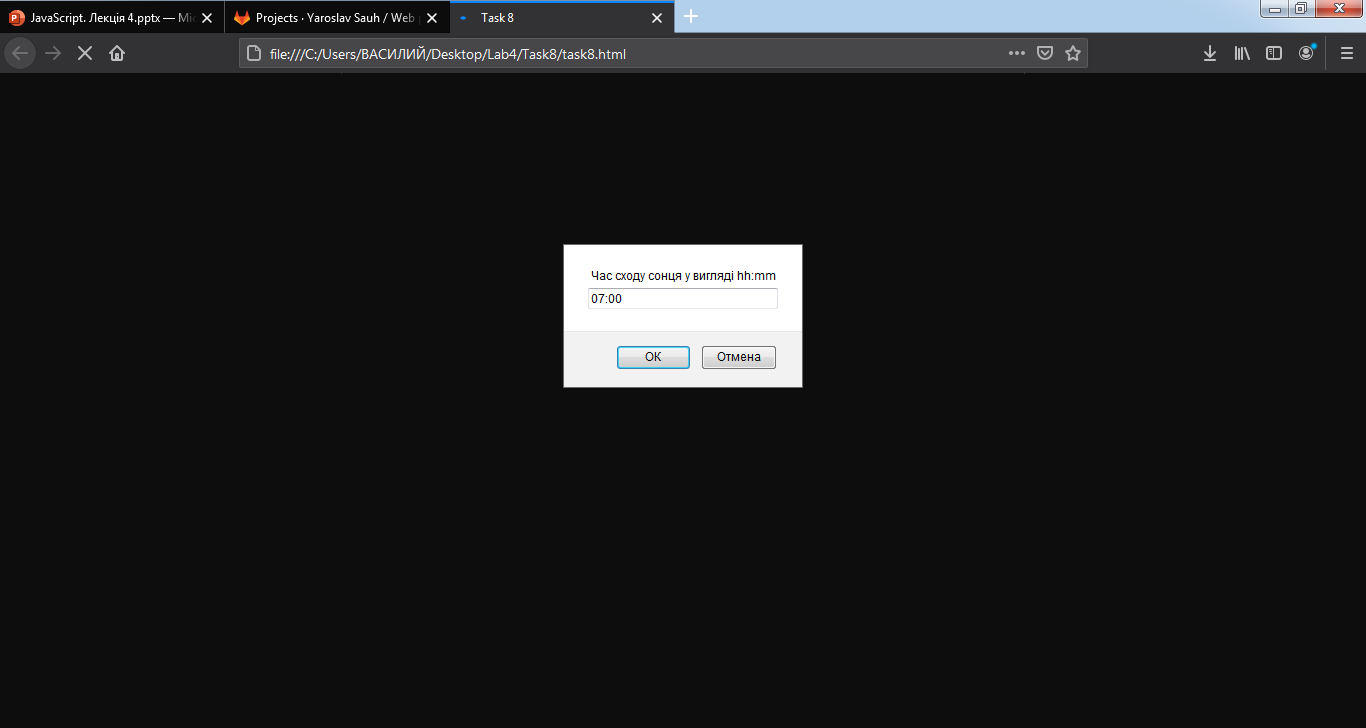 JavaScript. Лекція 4.pptx — Mic
Projects · Yaroslav Sauh / Web
Task 8
file:///C:/Users/ВАСИЛИЙ/Desktop/Lab4/Task8/task8.html
Час сходу сонця у вигляді hh:mm
07:00
OK
Отмена